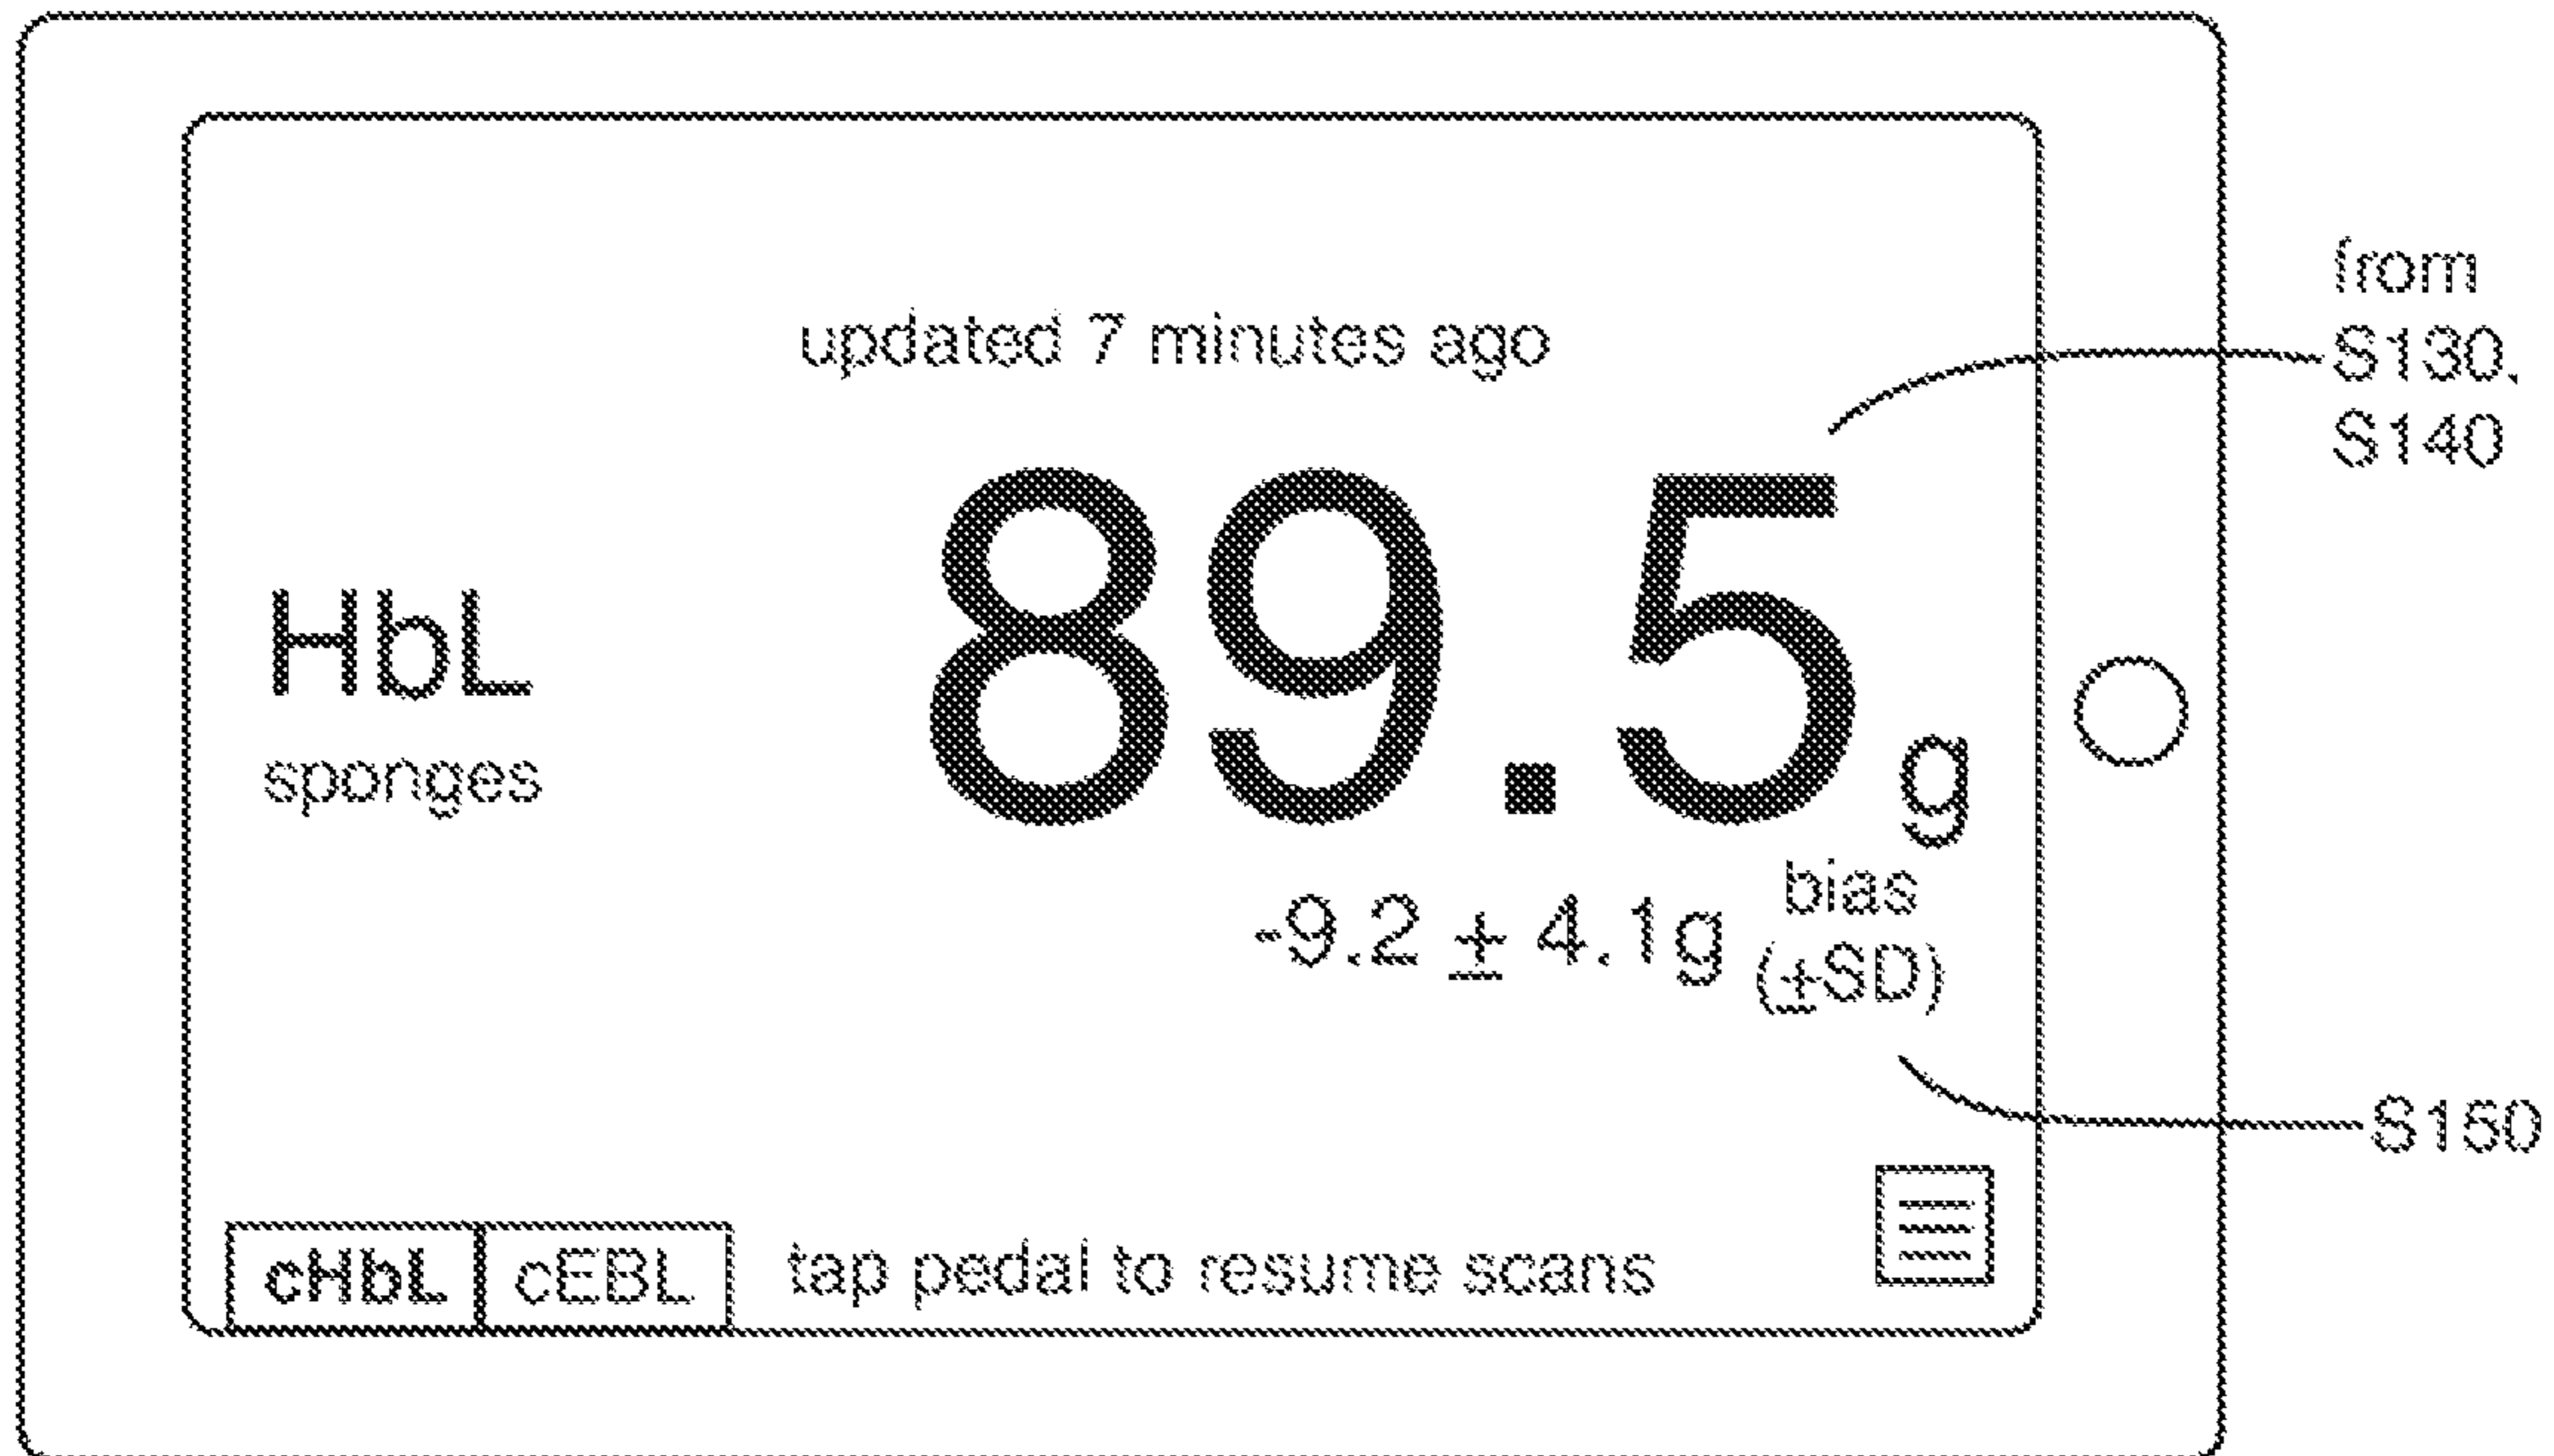 updated 7 minutes ago
from
S130,
S140
89.5 g
HbL
sponges
-9.2 ± 4.1g
bias
(±SD)
S150
cHbL cEBL tap pedal to resume scans